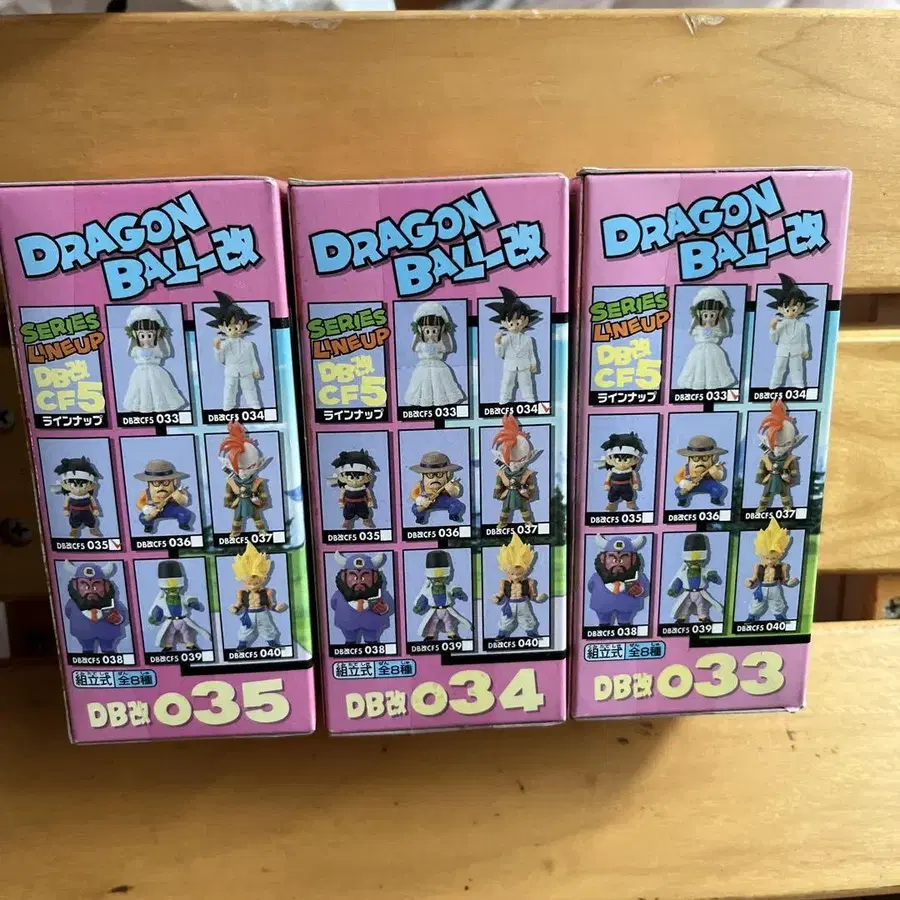 DRAGON
BALL改
SERIES
LINEUP
DB改
CF5
ラインナップ
DB改CF5 033
DB改CF5 034
DB改CF5 035
DB改CF5 036
DB改CF5 037
DB改CF5 038
DB改CF5 039
DB改CF5 040
組立式 全8種
DB改 035
DRAGON
BALL改
SERIES
LINEUP
DB改
CF5
ラインナップ
DB改CF5 033
DB改CF5 034
DB改CF5 035
DB改CF5 036
DB改CF5 037
DB改CF5 038
DB改CF5 039
DB改CF5 040
組立式 全8種
DB改 034
DRAGON
BALL改
SERIES
LINEUP
DB改
CF5
ラインナップ
DB改CF5 033
DB改CF5 034
DB改CF5 035
DB改CF5 036
DB改CF5 037
DB改CF5 038
DB改CF5 039
DB改CF5 040
組立式 全8種
DB改 033